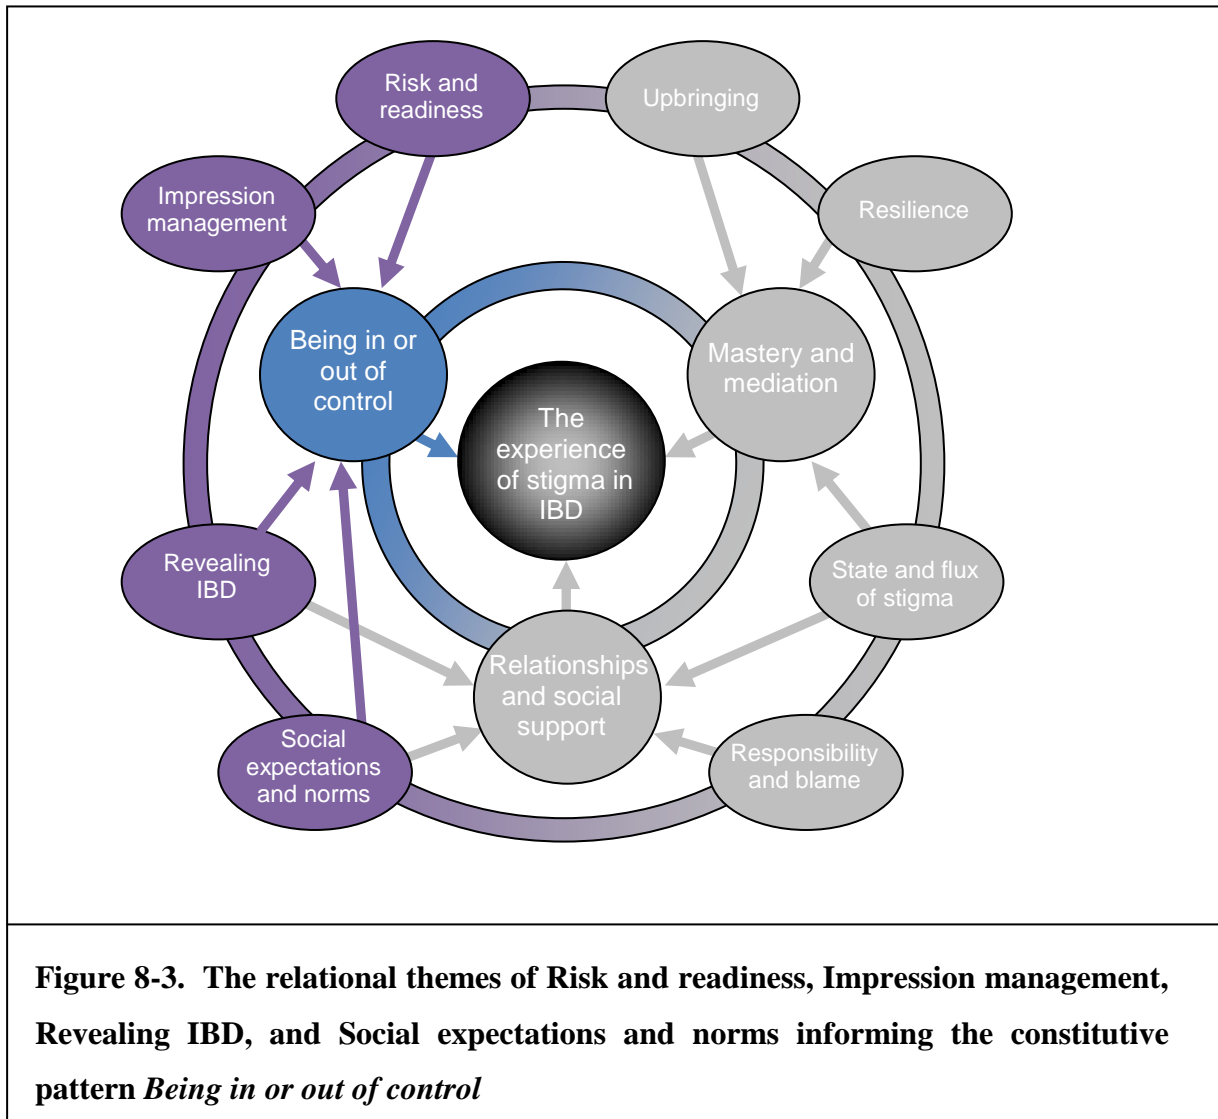 Risk and
readiness
Upbringing
Impression
management
Resilience
Being in or
out of
control
Mastery and
mediation
The
experience
of stigma in
IBD
Revealing
IBD
State and flux
of stigma
Relationships
and social
support
Social
expectations
and norms
Responsibility
and blame
Figure 8-3. The relational themes of Risk and readiness, Impression management,
Revealing IBD, and Social expectations and norms informing the constitutive
pattern Being in or out of control